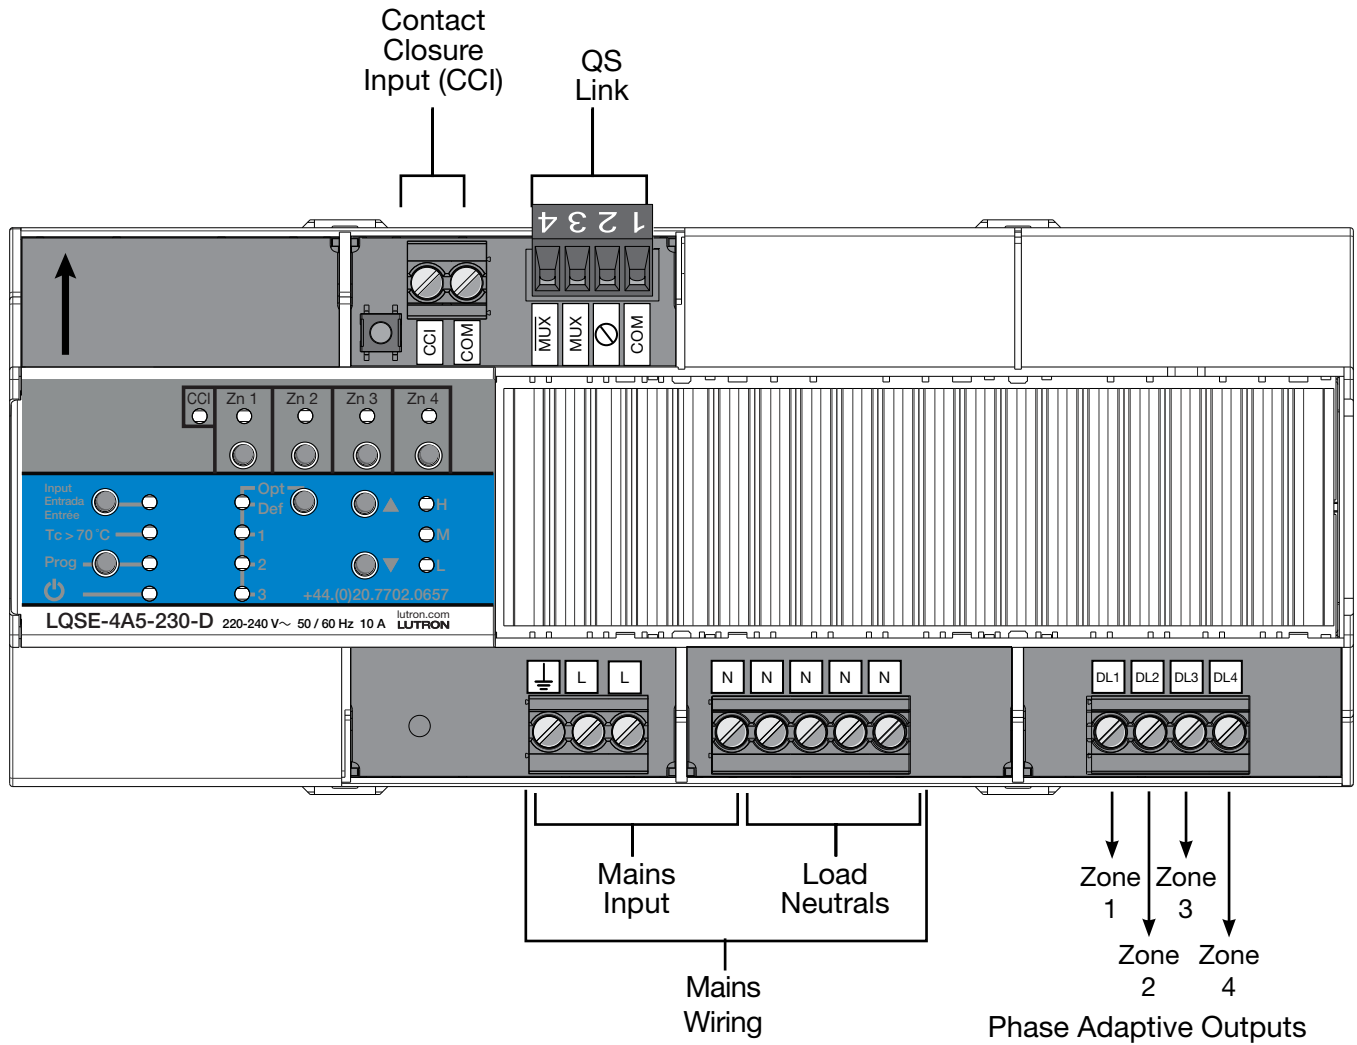 Contact
Closure
Input (CCI)
QS
Link
4 3 2 1
CCI
COM
MUX
MUX
COM
CCI
Zn 1
Zn 2
Zn 3
Zn 4
Input
Entrada
Entrée
Opt
Def
H
Tc > 70 °C
1
M
Prog
2
L
3
+44.(0)20.7702.0657
LQSE-4A5-230-D 220-240 V~ 50 / 60 Hz 10 A
lutron.com
LUTRON
L
L
N
N
N
N
N
DL1
DL2
DL3
DL4
Mains
Input
Load
Neutrals
Mains
Wiring
Zone
1
Zone
3
Zone
2
Zone
4
Phase Adaptive Outputs